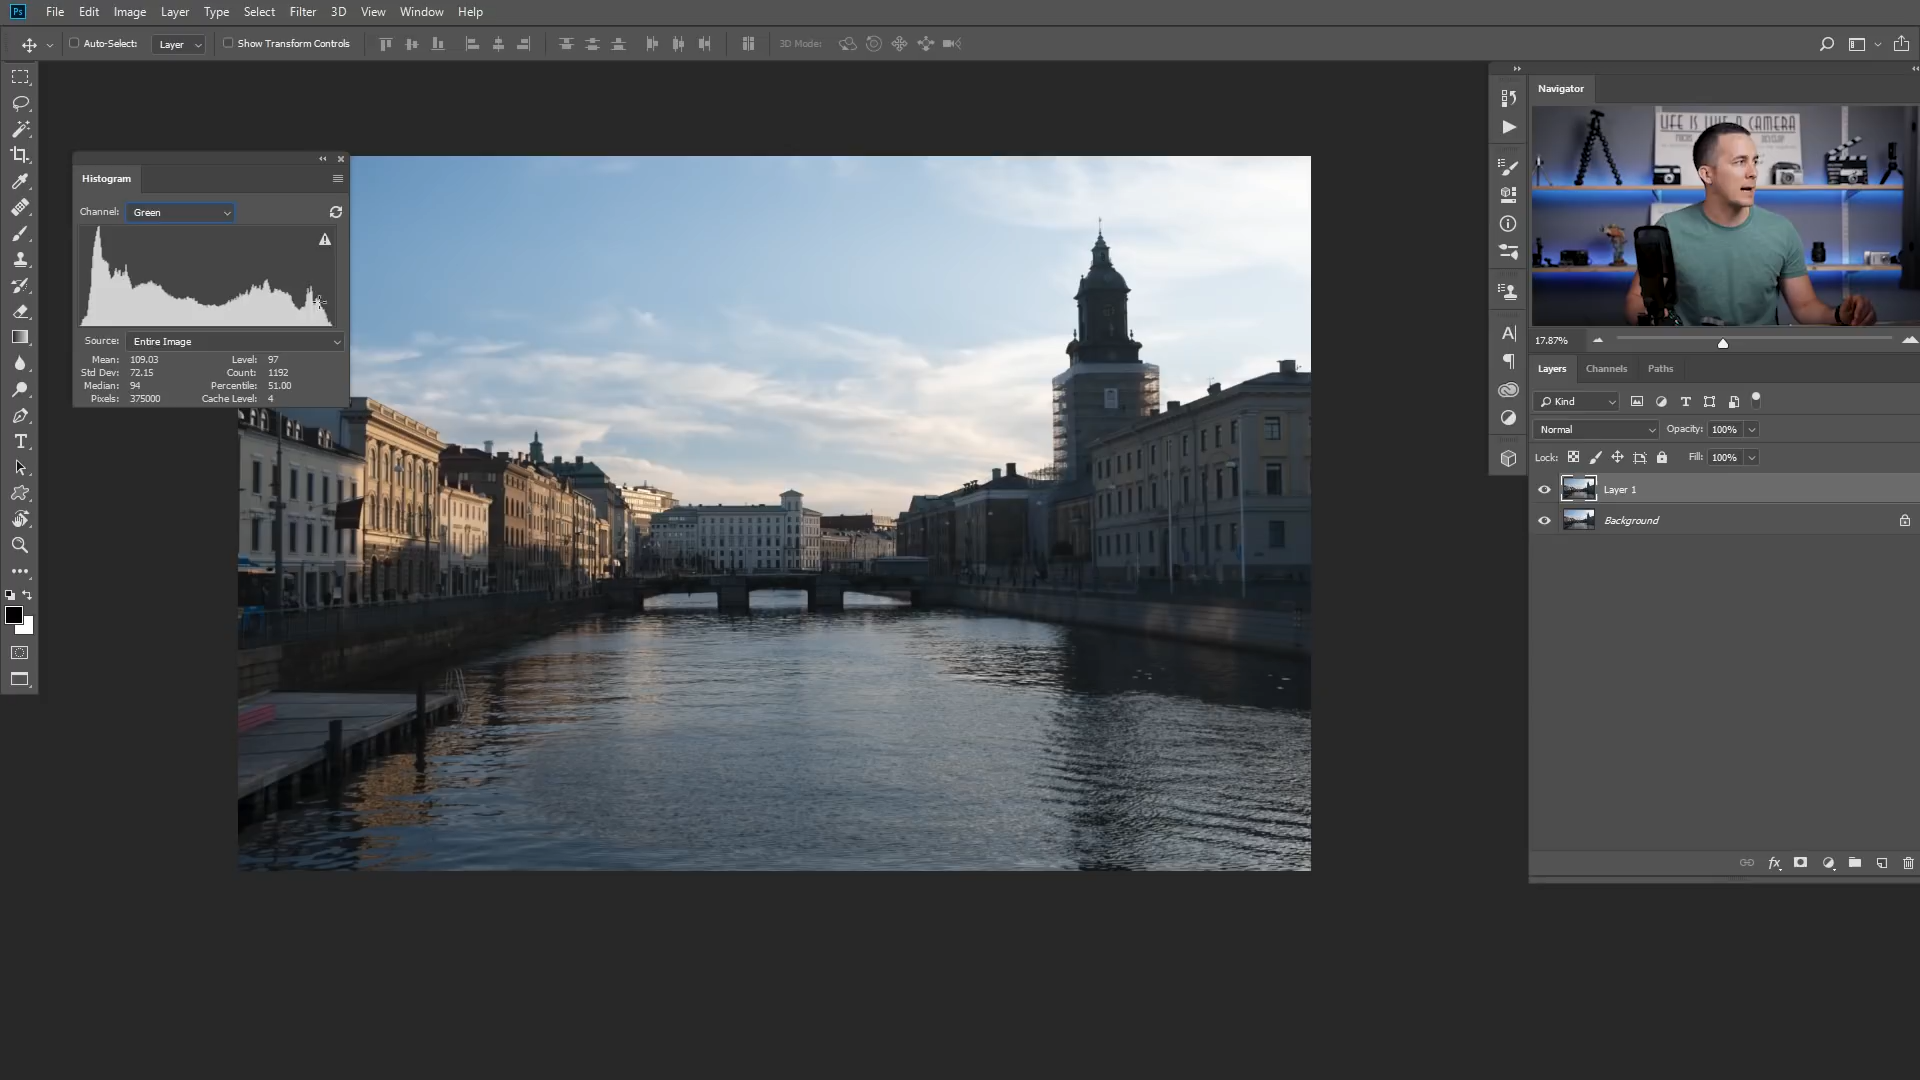 Ps File Edit Image Layer Type Select Filter 3D View Window Help
Auto-Select: Layer Show Transform Controls 3D Mode:
Navigator
LIFE IS LIKE A CAMERA
17.87%
Histogram
Channel: Green
Source: Entire Image
Mean: 109.03 Level: 97
Std Dev: 72.15 Count: 1192
Median: 94 Percentile: 51.00
Pixels: 375000 Cache Level: 4
Layers Channels Paths
Kind
Normal Opacity: 100%
Lock: Fill: 100%
Layer 1
Background